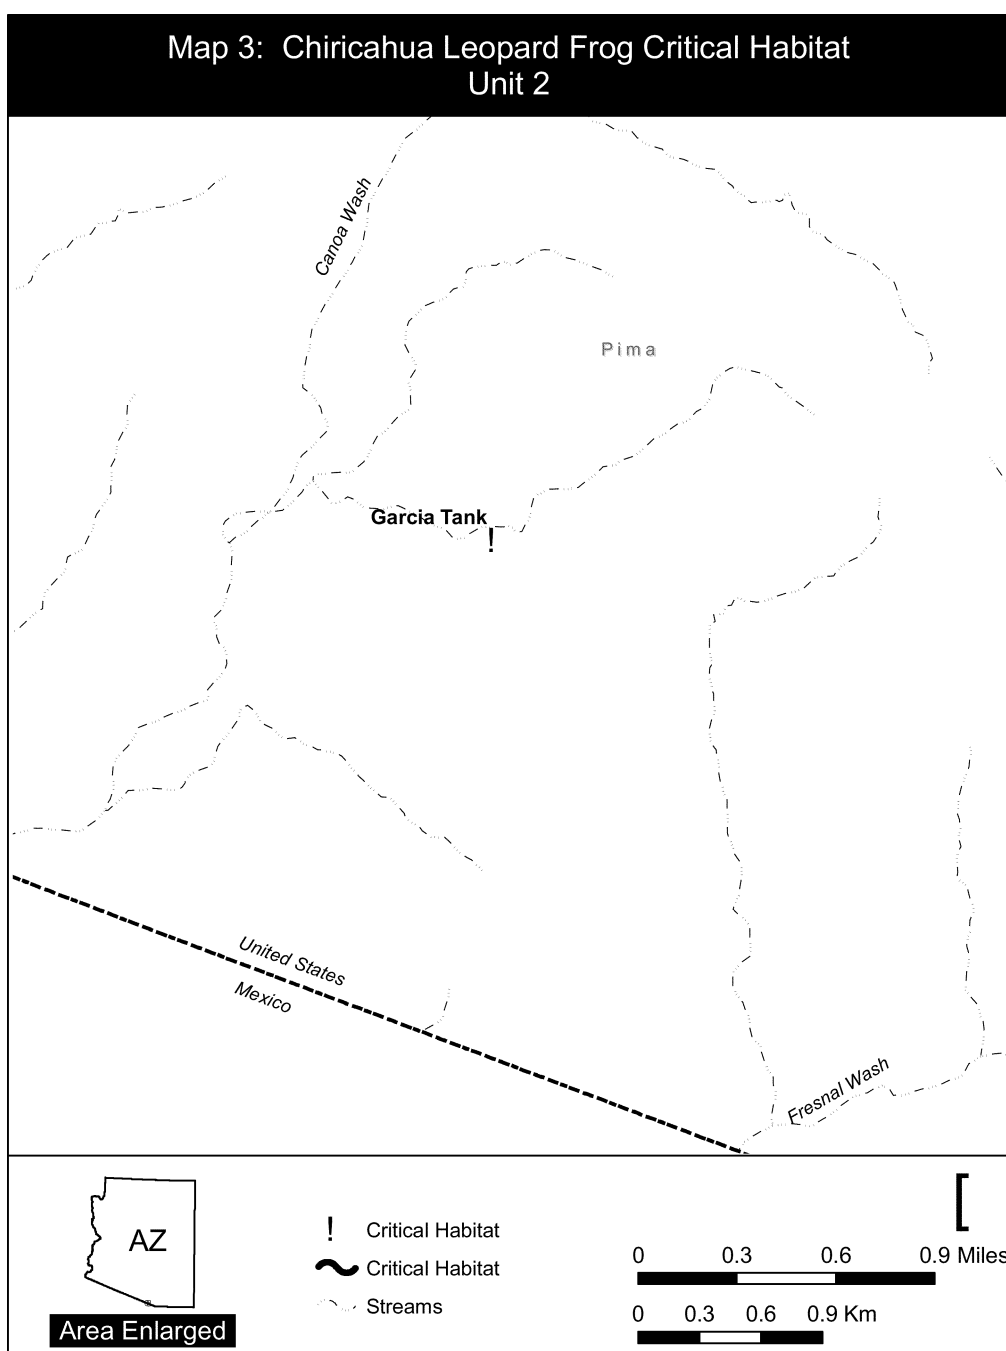 Map 3: Chiricahua Leopard Frog Critical Habitat
Unit 2
Canoa Wash
Pima
Garcia Tank
!
United States
Mexico
Fresnal Wash
AZ
Area Enlarged
! Critical Habitat
Critical Habitat
Streams
[
0 0.3 0.6 0.9 Miles
0 0.3 0.6 0.9 Km